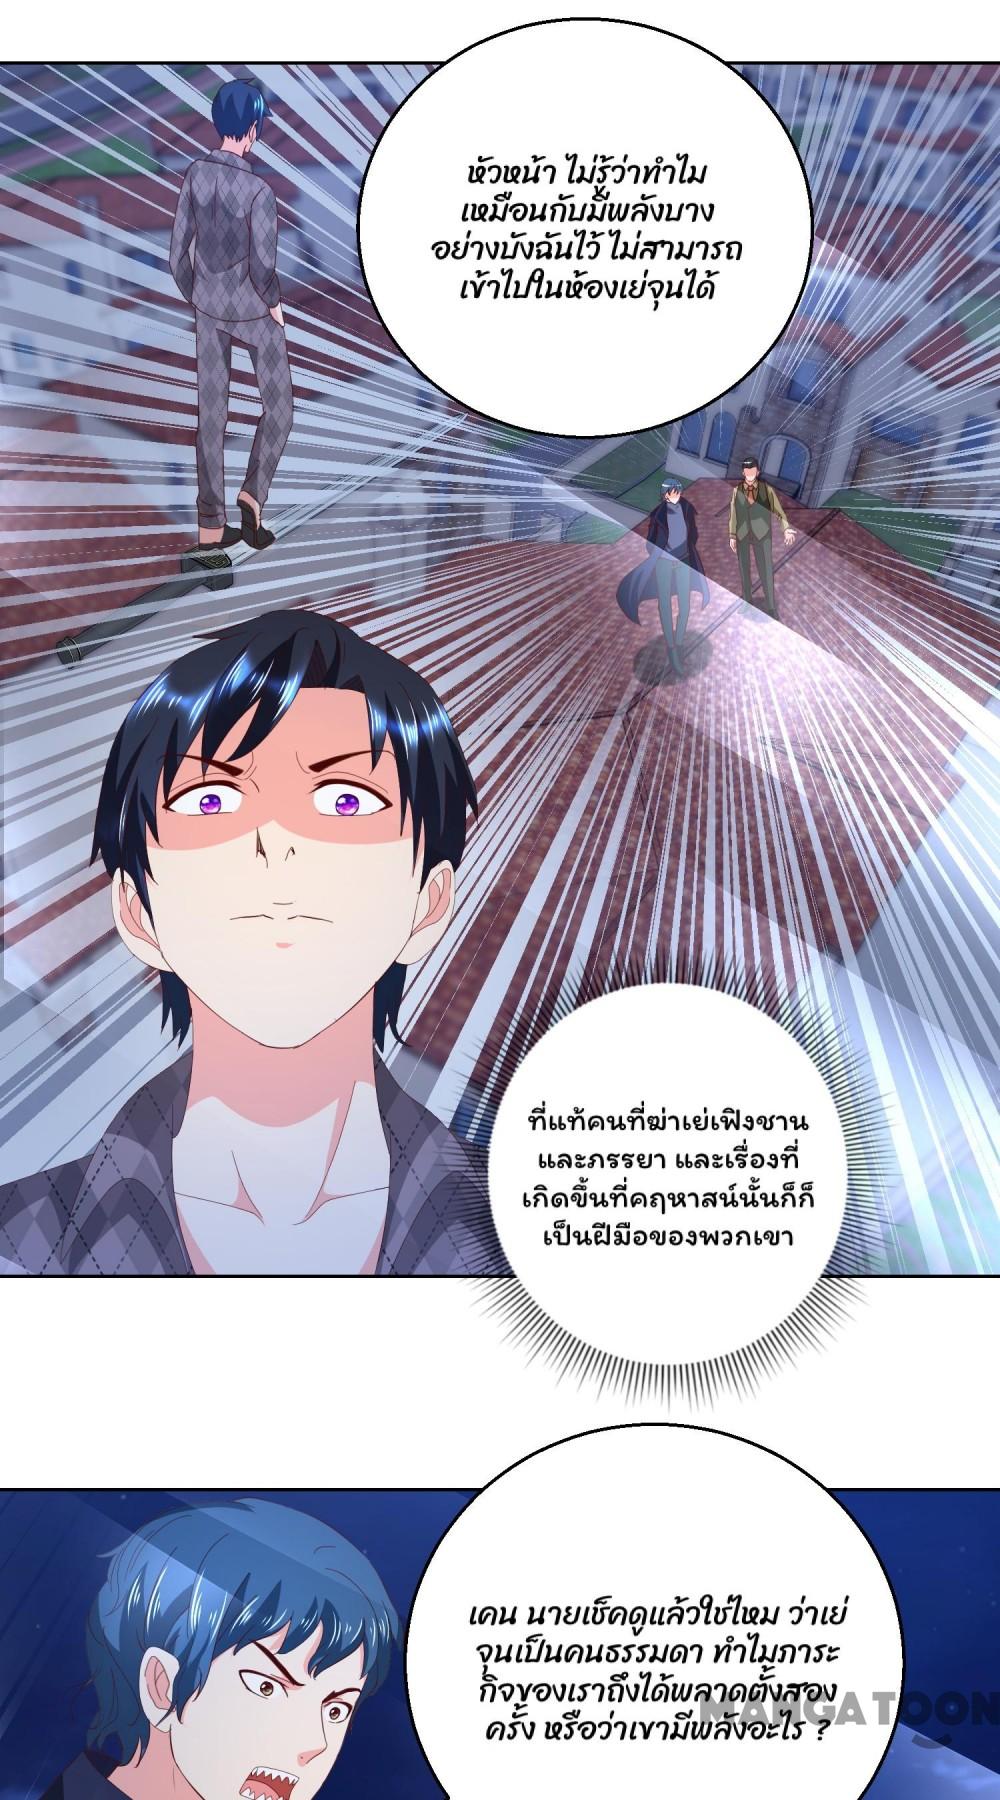 หัวหน้า ไม่รู้ว่าทำไม
เหมือนกับมีพลังบาง
อย่างบังฉันไว้ ไม่สามารถ
เข้าไปในห้องเย่จุนได้
ที่แท้คนที่ฆ่าเย่เฟิงซาน
และภรรยา และเรื่องที่
เกิดขึ้นที่คฤหาสน์นั้นก็ก็
เป็นฝีมือของพวกเขา
เคน นายเช็คดูแล้วใช่ไหม ว่าเย่
จุนเป็นคนธรรมดา ทำไมภาระ
กิจของเราถึงได้พลาดตั้งสอง
ครั้ง หรือว่าเขามีพลังอะไร ?
MANGATOON